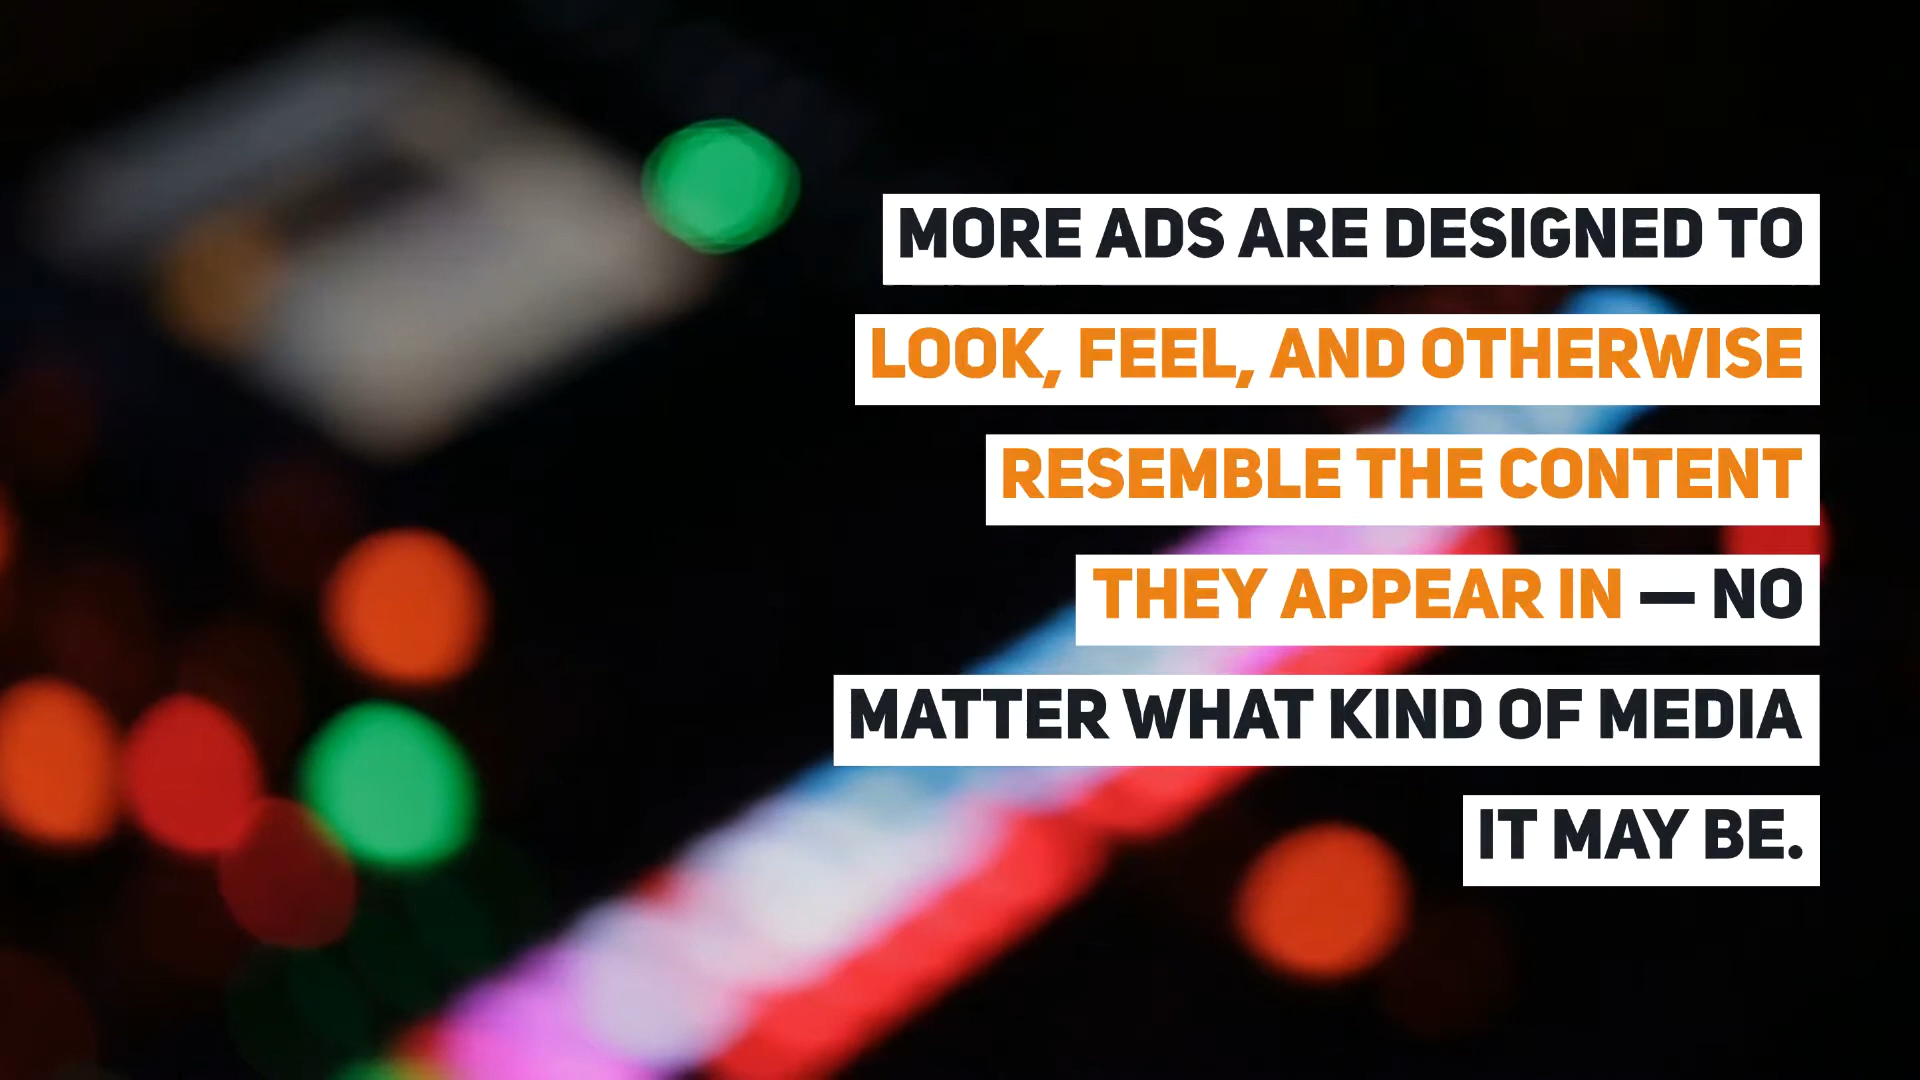 MORE ADS ARE DESIGNED TO
LOOK, FEEL, AND OTHERWISE
RESEMBLE THE CONTENT
THEY APPEAR IN — NO
MATTER WHAT KIND OF MEDIA
IT MAY BE.